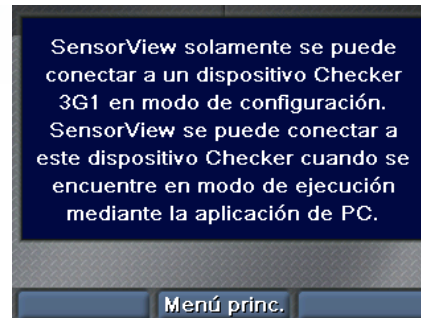 SensorView solamente se puede
conectar a un dispositivo Checker
3G1 en modo de configuración.
SensorView se puede conectar a
este dispositivo Checker cuando se
encuentre en modo de ejecución
mediante la aplicación de PC.
Menú princ.